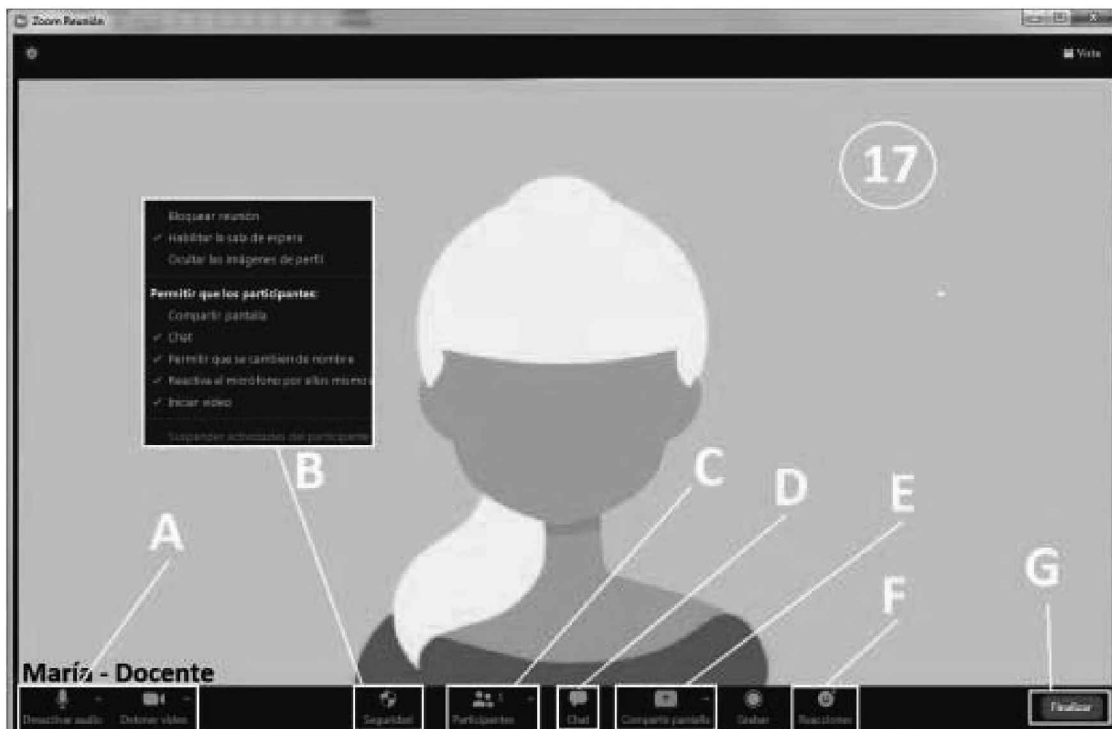 Zoom Reunión
Vista
17
Bloquear reunión
✓ Habilitar la sala de espera
Ocultar las imágenes de perfil
Permitir que los participantes:
Compartir pantalla
✓ Chat
✓ Permitir que se cambien de nombre
✓ Reactiva el micrófono por ellos mismo
✓ Iniciar video
Suspender actividades del participante
A
B
C
D
E
F
G
María - Docente
Desactivar audio
Detener video
Seguridad
Participantes
1
Chat
Compartir pantalla
Grabar
Reacciones
Finalizar